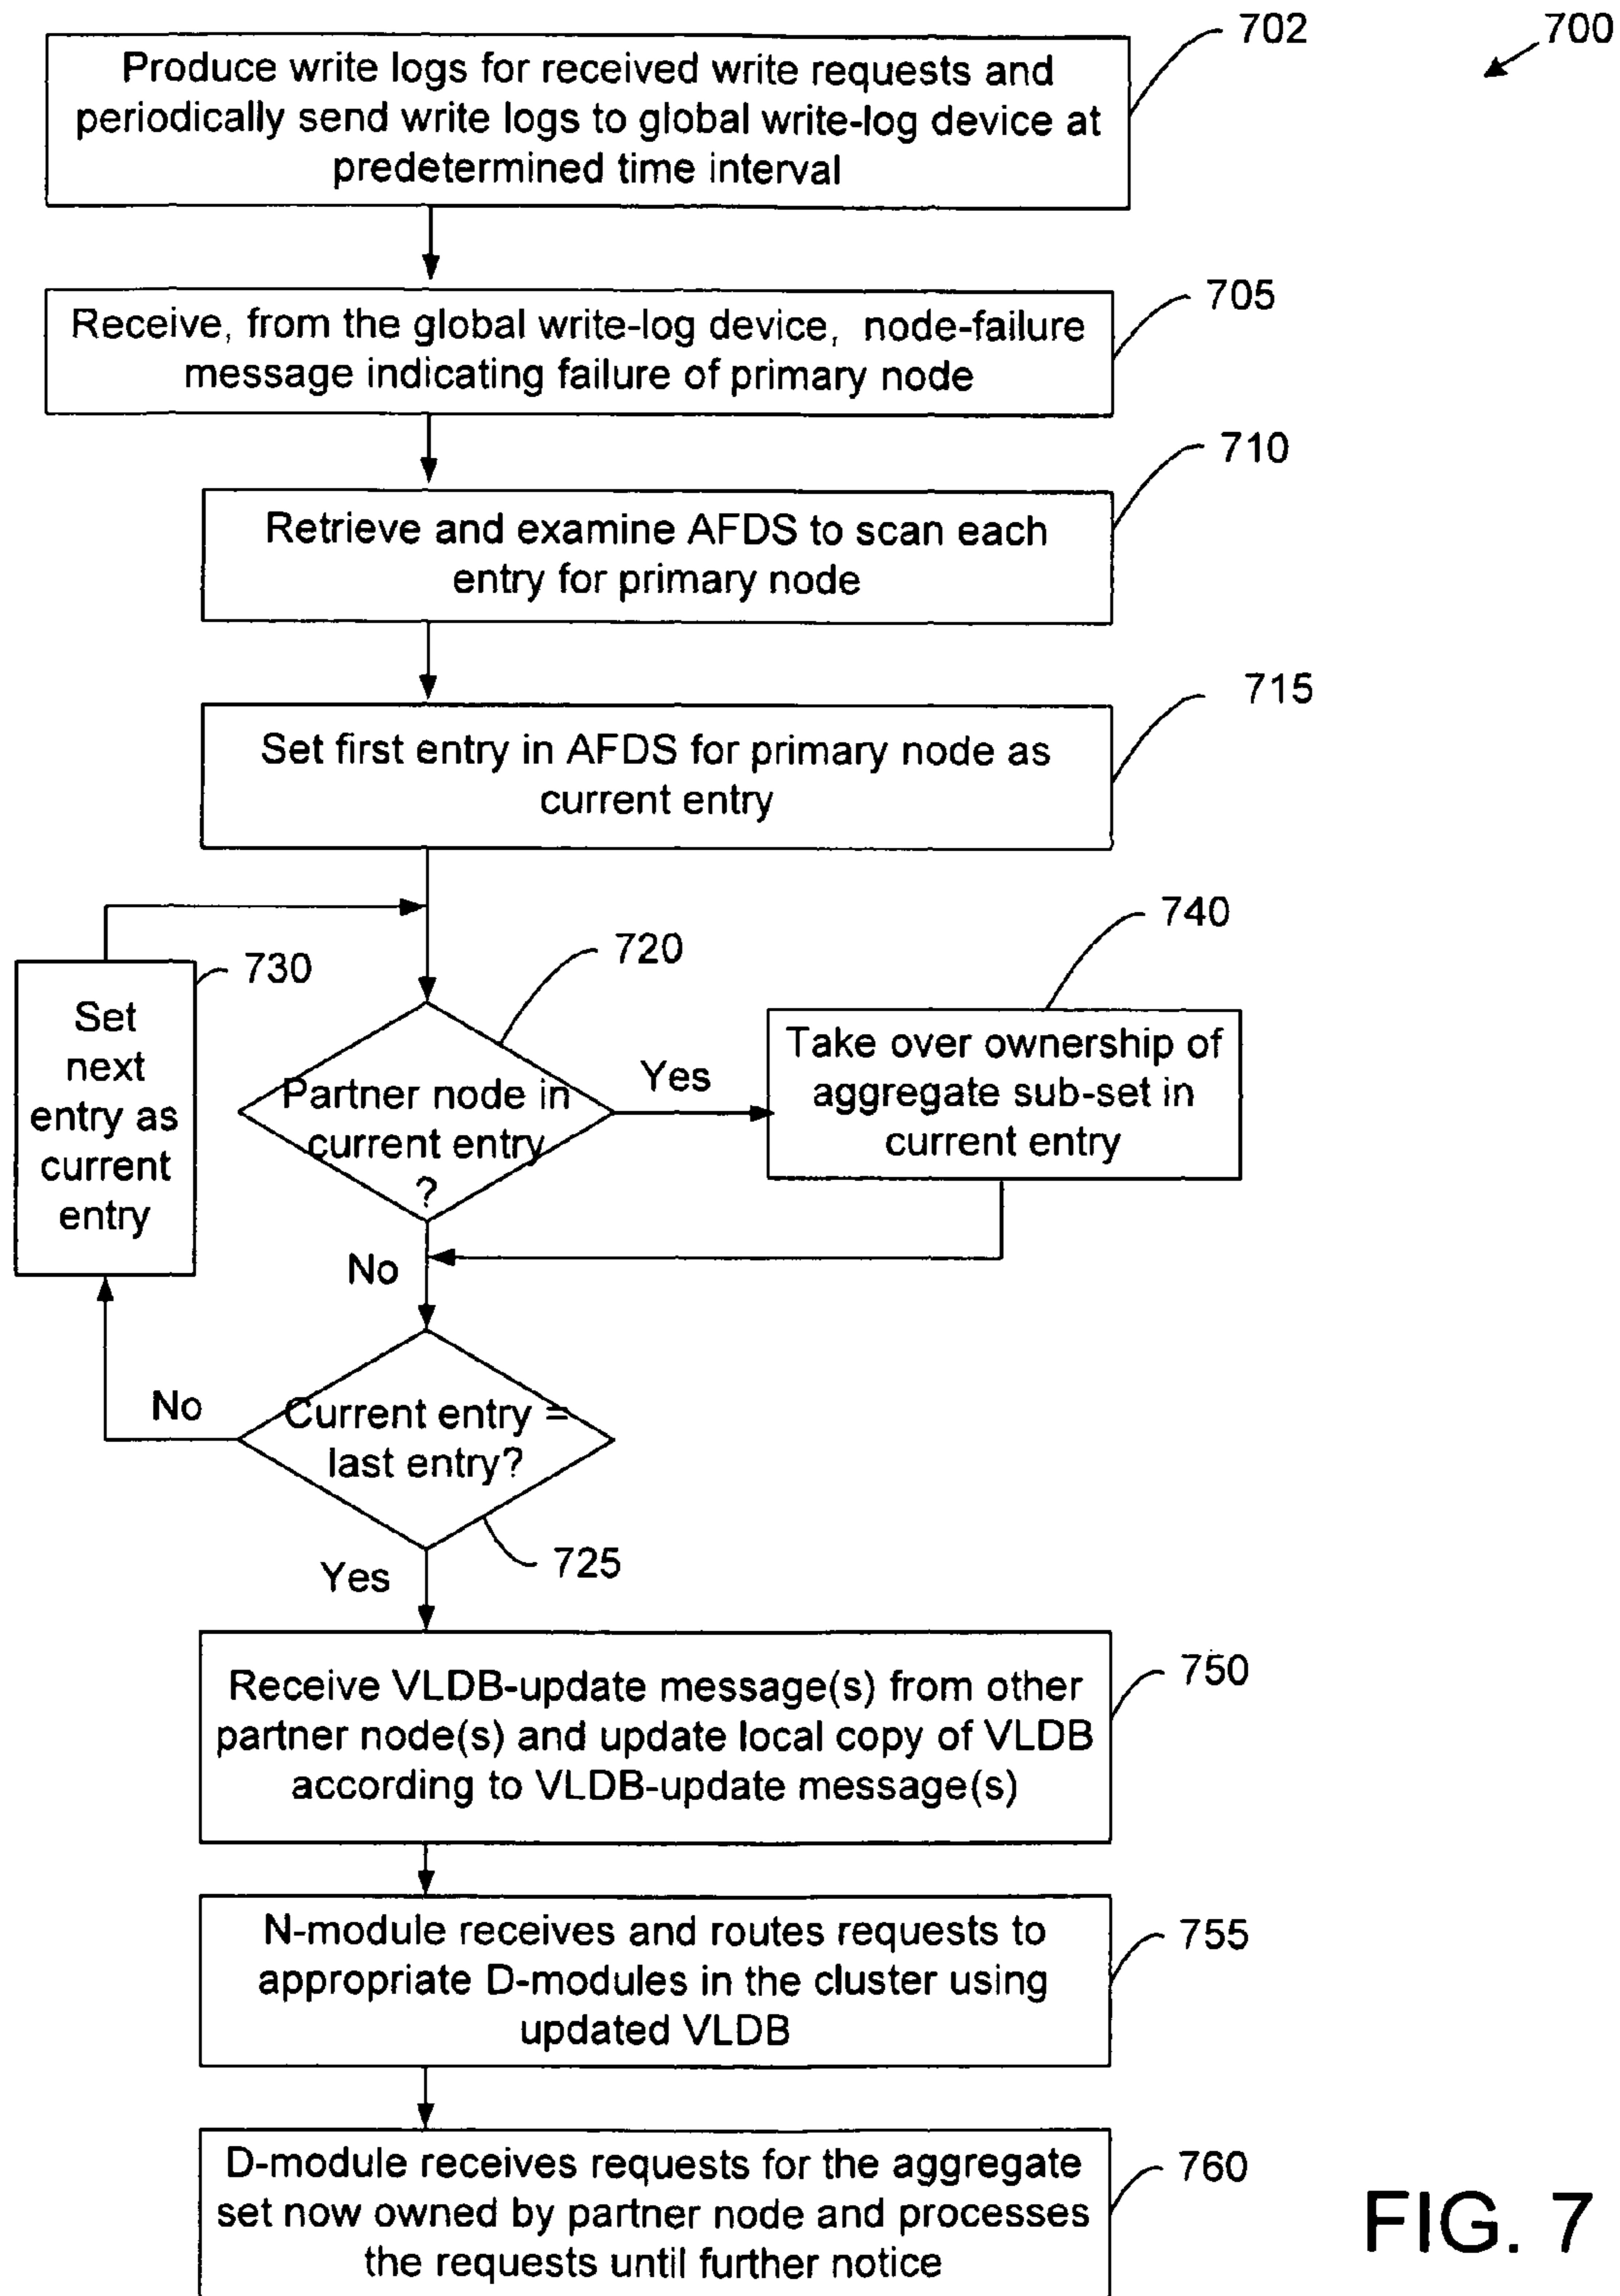 702
700
Produce write logs for received write requests and
periodically send write logs to global write-log device at
predetermined time interval
705
Receive, from the global write-log device, node-failure
message indicating failure of primary node
710
Retrieve and examine AFDS to scan each
entry for primary node
715
Set first entry in AFDS for primary node as
current entry
740
720
730
Set
next
entry as
current
entry
Partner node in
current entry
?
Yes
Take over ownership of
aggregate sub-set in
current entry
No
No
Current entry =
last entry?
725
Yes
750
Receive VLDB-update message(s) from other
partner node(s) and update local copy of VLDB
according to VLDB-update message(s)
755
N-module receives and routes requests to
appropriate D-modules in the cluster using
updated VLDB
760
D-module receives requests for the aggregate
set now owned by partner node and processes
the requests until further notice
FIG. 7